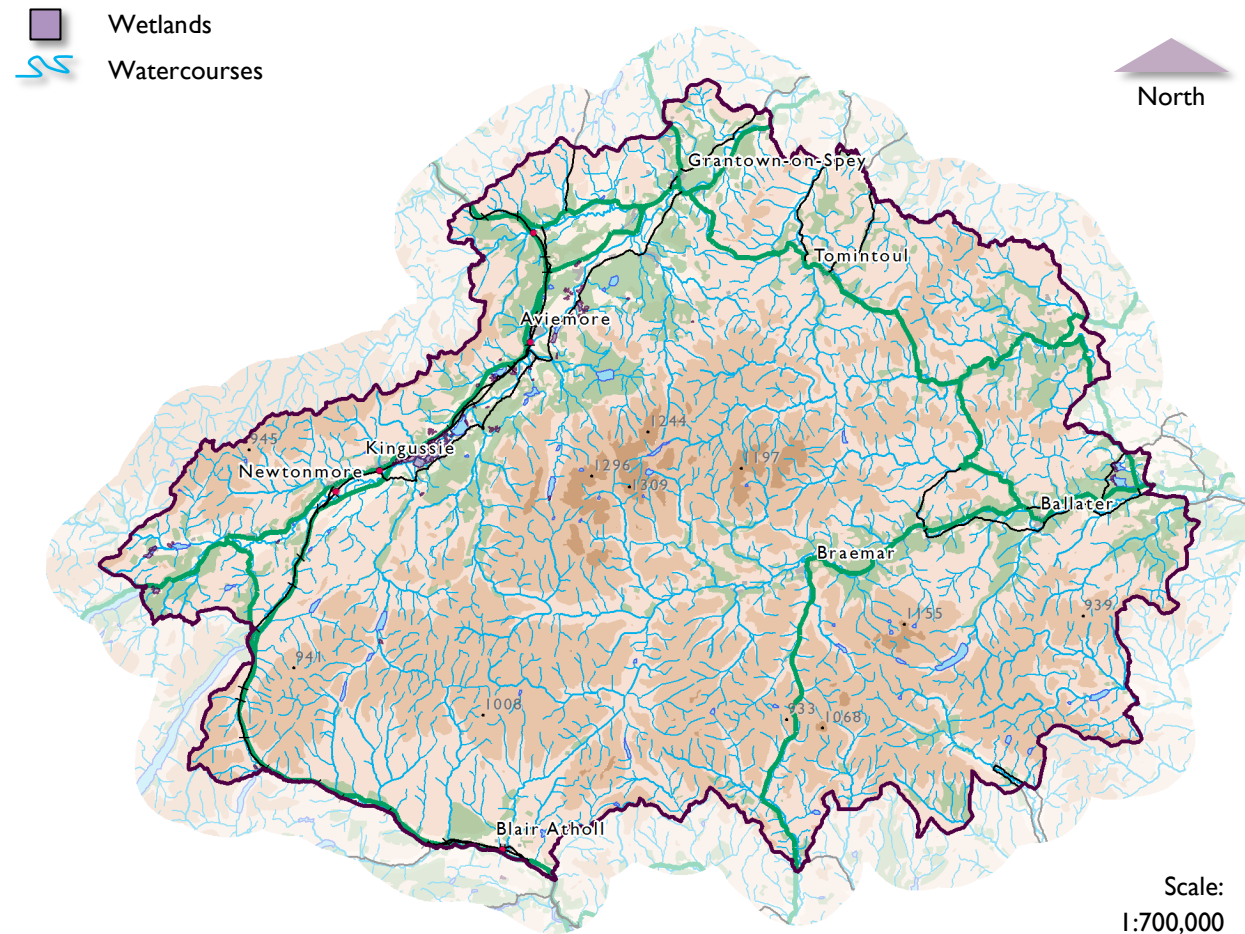 Wetlands
Watercourses
North
Grantown-on-Spey
Tomintoul
Aviemore
1244
945
Kingussie
1296
1197
Newtonmore
1309
Ballater
Braemar
1155
939
941
1008
933
1068
Blair Atholl
Scale:
1:700,000